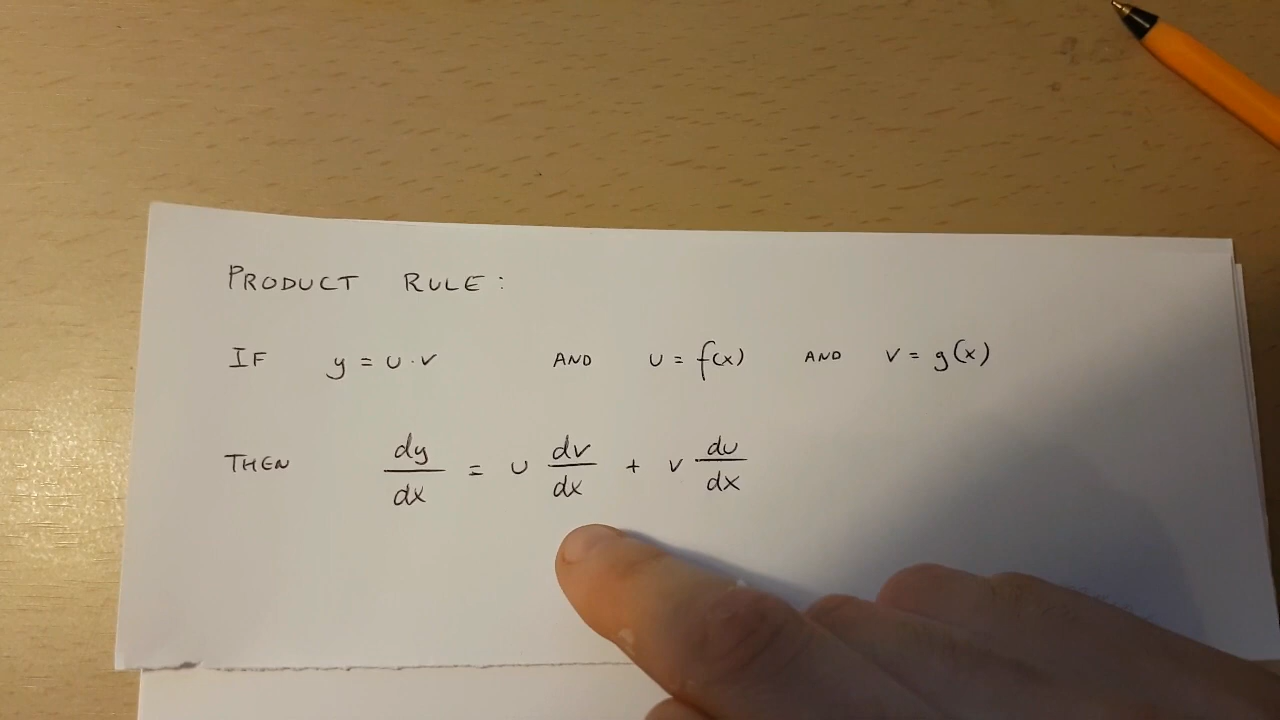 PRODUCT RULE:
IF y = u·v AND u = f(x) AND v = g(x)
THEN dy/dx = u dv/dx + v du/dx